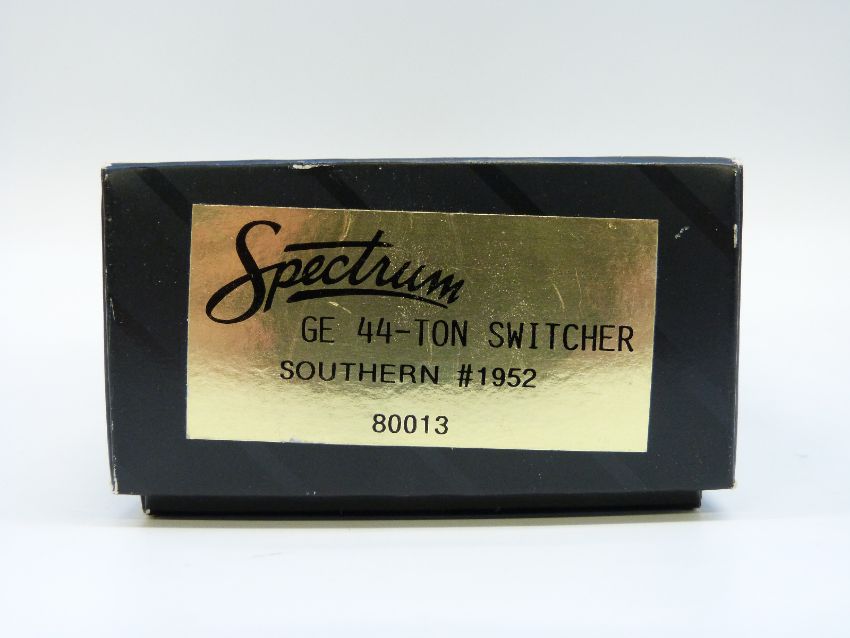 Spectrum
GE 44-TON SWITCHER
SOUTHERN #1952
80013